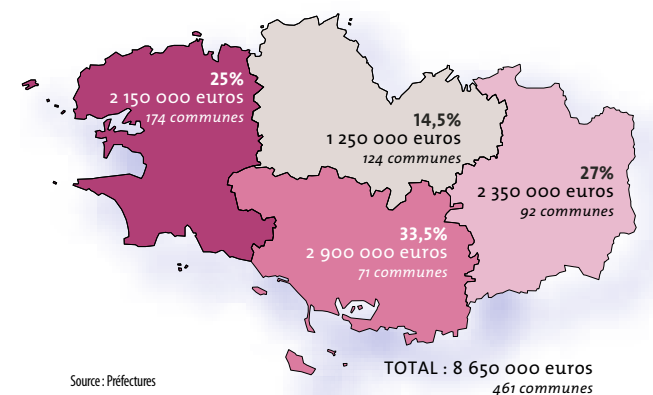 25%
2 150 000 euros
174 communes
14,5%
1 250 000 euros
124 communes
27%
2 350 000 euros
92 communes
33,5%
2 900 000 euros
71 communes
TOTAL : 8 650 000 euros
461 communes
Source : Préfectures